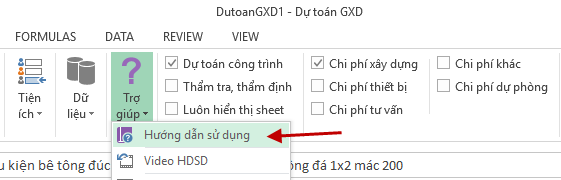 DutoanGXD1 - Dự toán GXD
FORMULAS DATA REVIEW VIEW
Tiện ích
Dữ liệu
Trợ giúp
Dự toán công trình
Thẩm tra, thẩm định
Luôn hiển thị sheet
Chi phí xây dựng
Chi phí thiết bị
Chi phí tư vấn
Chi phí khác
Chi phí dự phòng
Hướng dẫn sử dụng
Video HDSD
kiện bê tông đúc
đá 1x2 mác 200